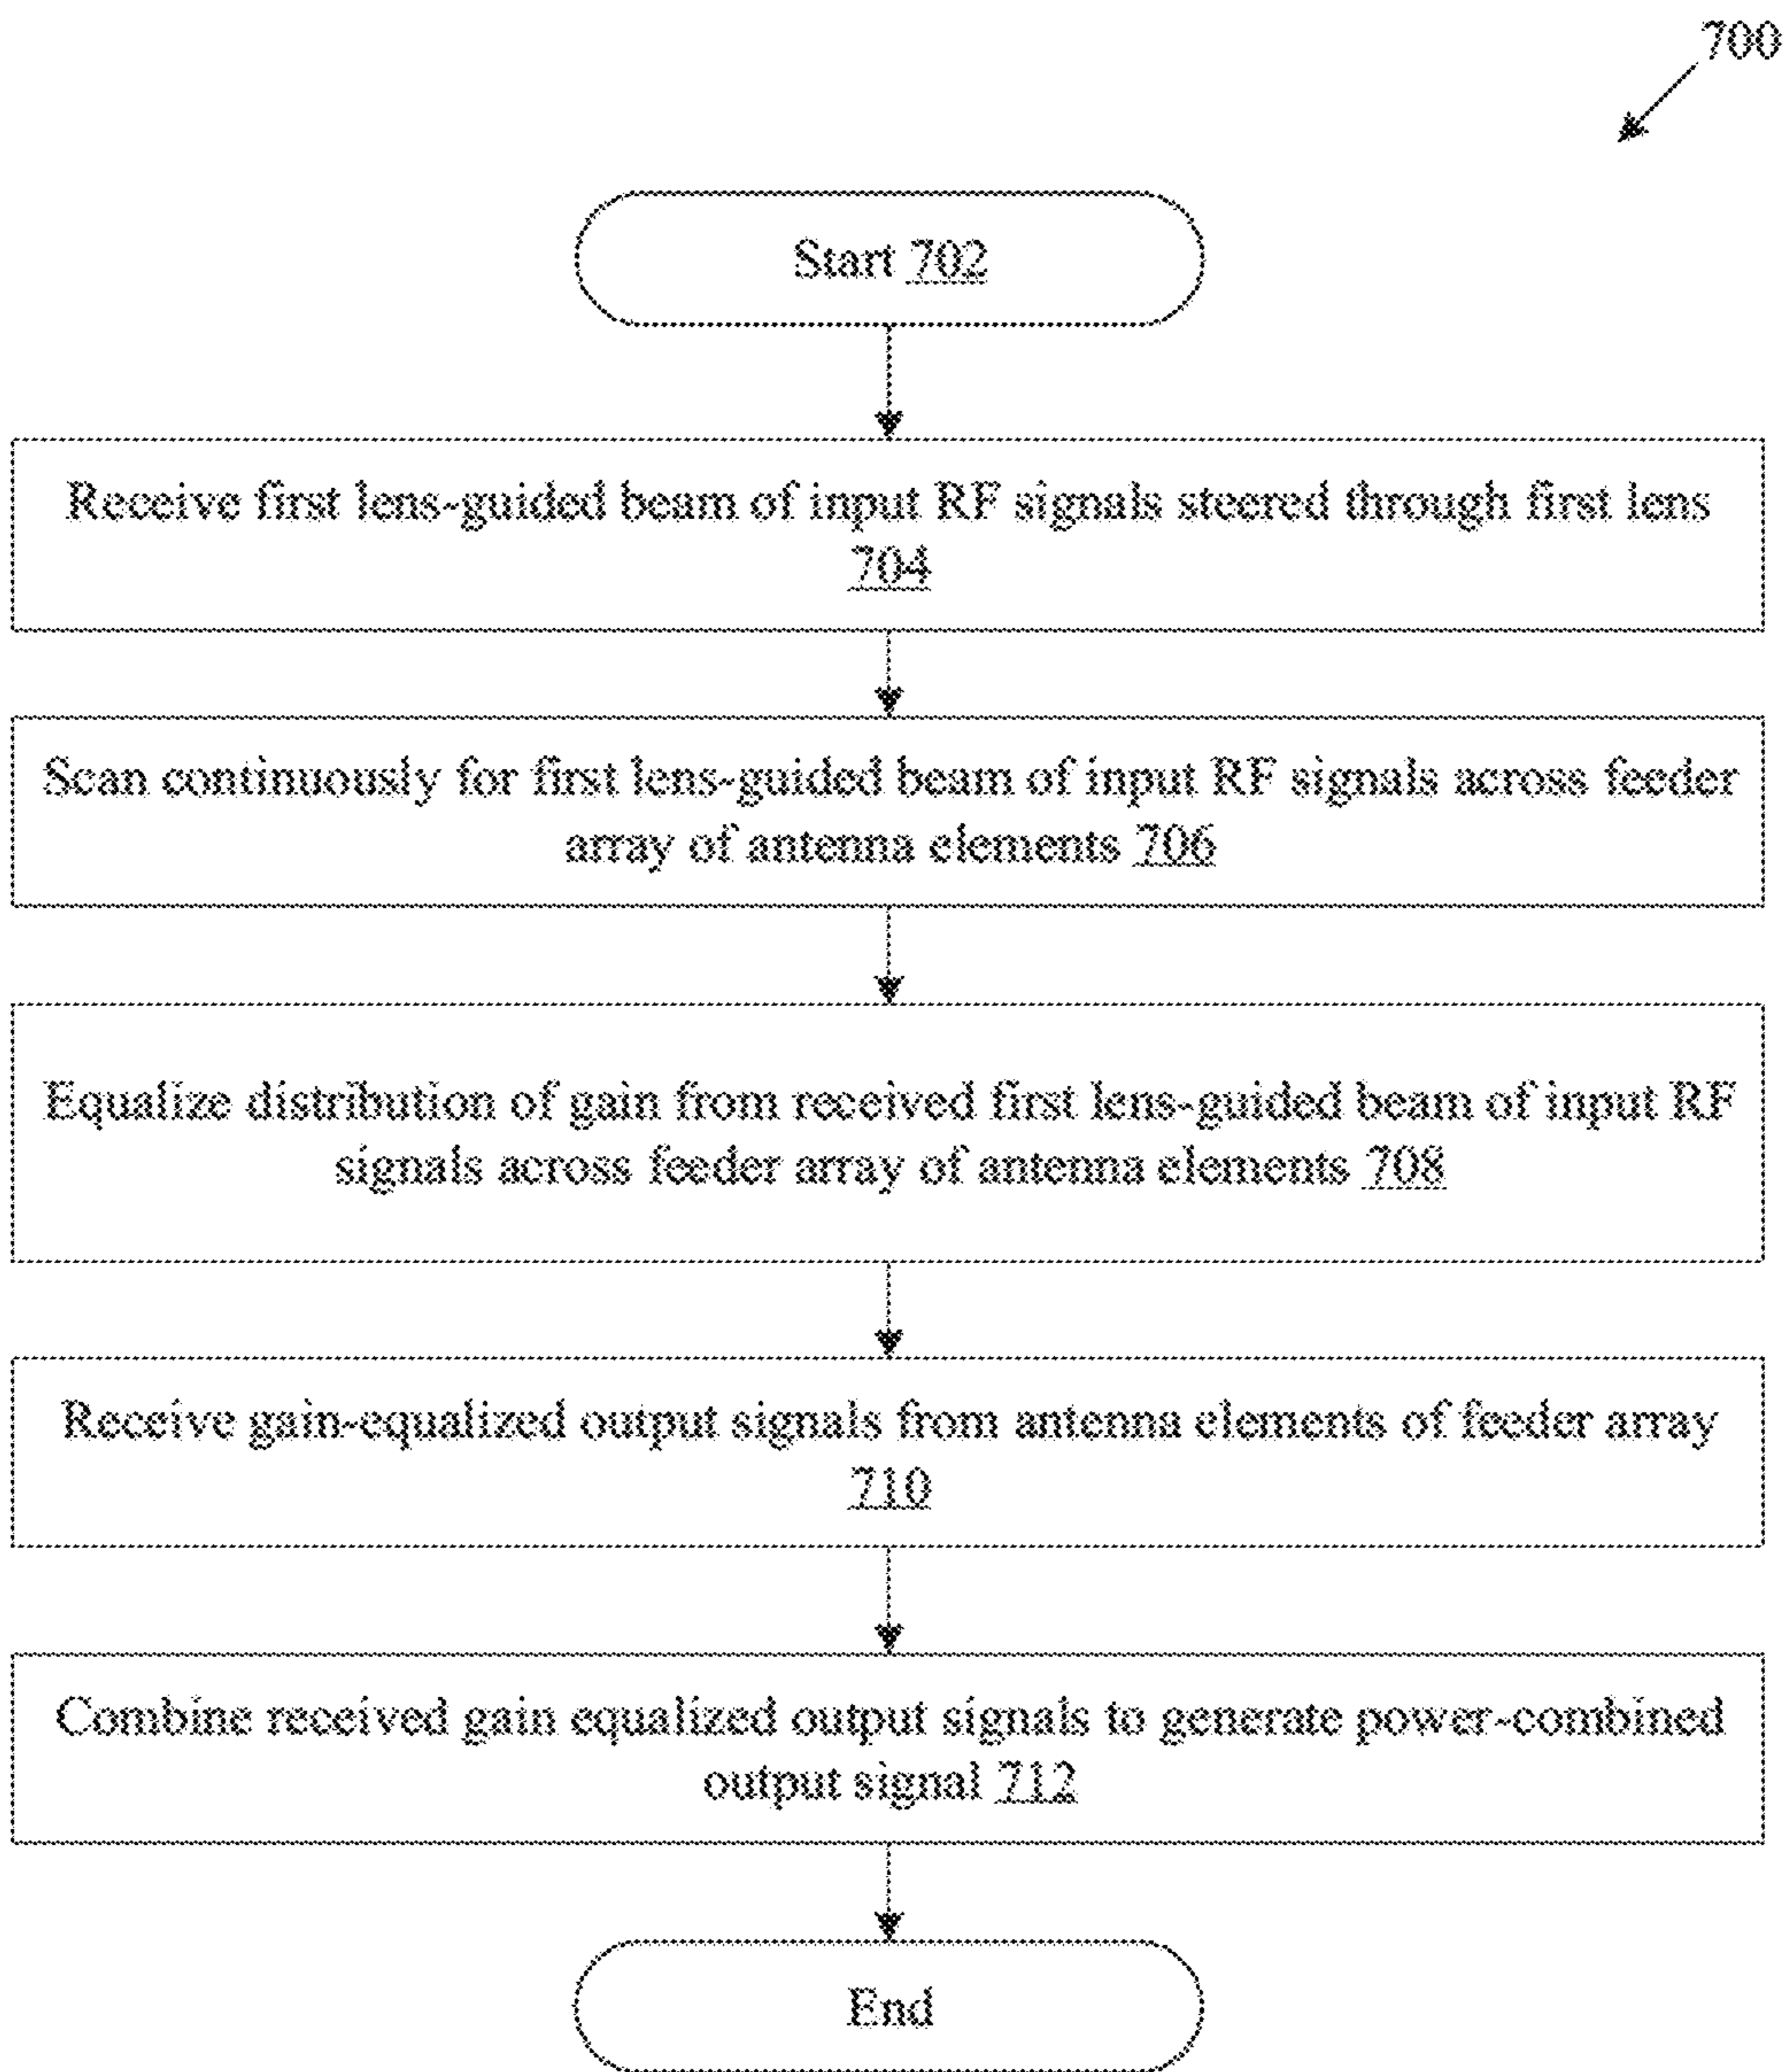 700
Start 702
Receive first lens-guided beam of input RF signals steered through first lens
704
Scan continuously for first lens-guided beam of input RF signals across feeder
array of antenna elements 706
Equalize distribution of gain from received first lens-guided beam of input RF
signals across feeder array of antenna elements 708
Receive gain-equalized output signals from antenna elements of feeder array
710
Combine received gain equalized output signals to generate power-combined
output signal 712
End